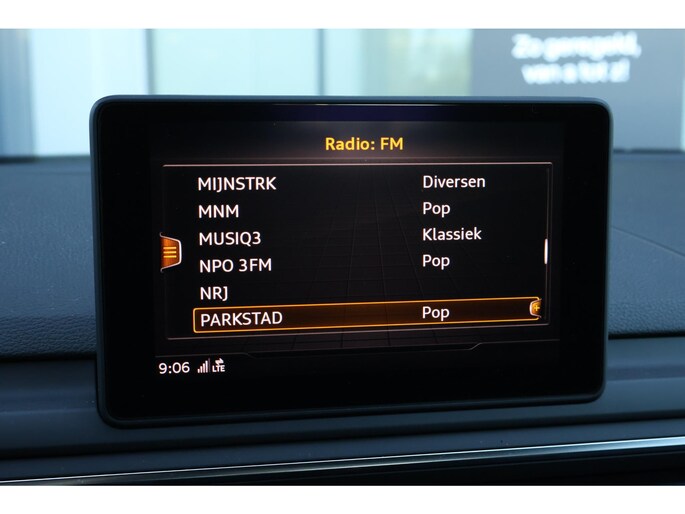 Zo geregeld,
van a tot z!
Radio: FM
MIJNSTRK Diversen
MNM Pop
MUSIQ3 Klassiek
NPO 3FM Pop
NRJ
PARKSTAD Pop
9:06 LTE